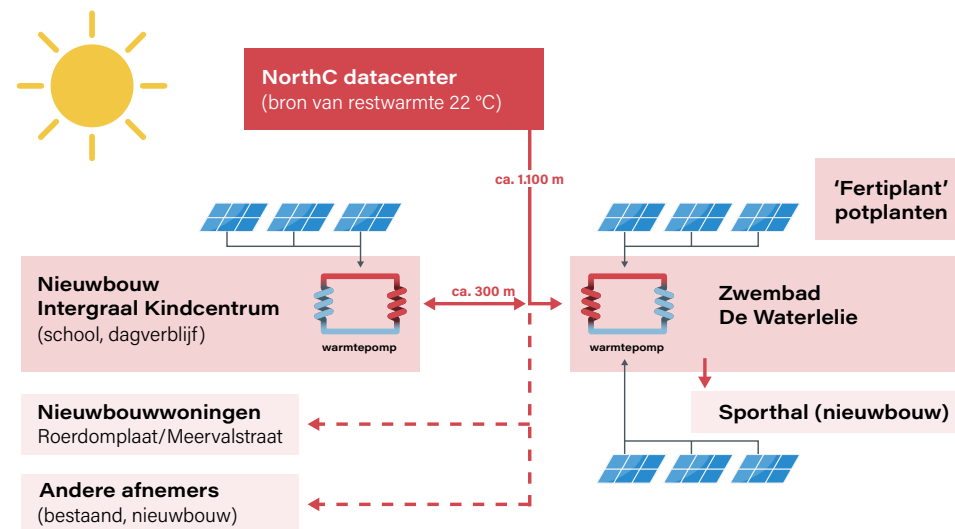 NorthC datacenter
(bron van restwarmte 22 °C)
ca. 1.100 m
‘Fertiplant’
potplanten
Nieuwbouw
Intergraal Kindcentrum
(school, dagverblijf)
warmtepomp
ca. 300 m
warmtepomp
Zwembad
De Waterlelie
Nieuwbouwwoningen
Roerdomplaat/Meervalstraat
Sporthal (nieuwbouw)
Andere afnemers
(bestaand, nieuwbouw)